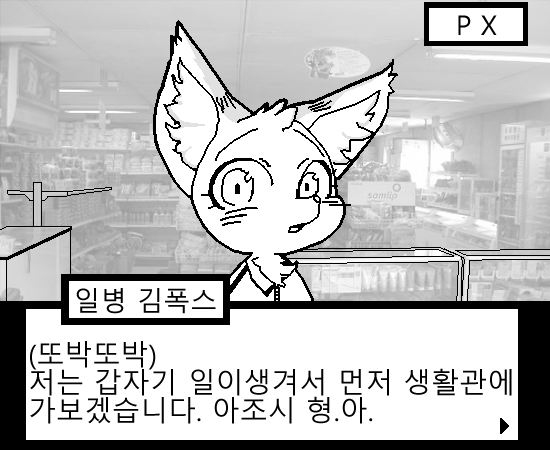 P X
samlip
일병 김폭스
(또박또박)
저는 갑자기 일이생겨서 먼저 생활관에
가보겠습니다. 아조시 형.아.